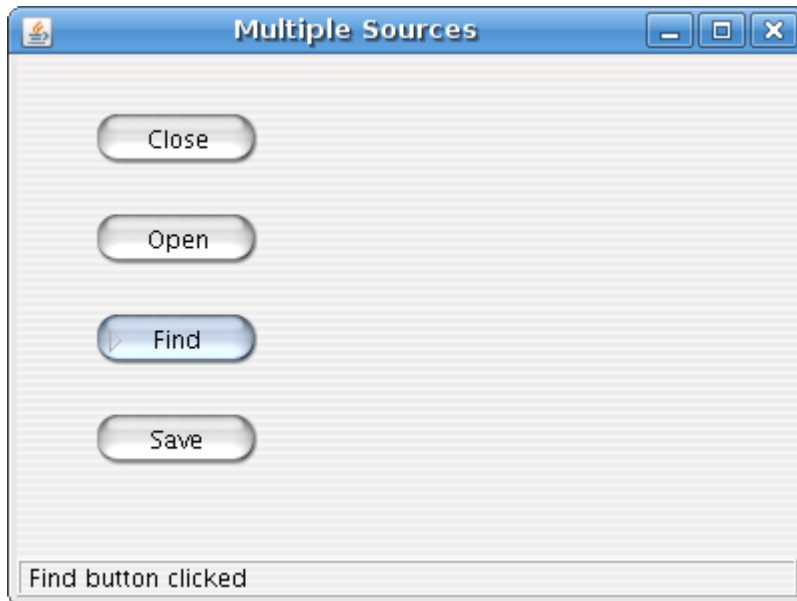 Multiple Sources
Close
Open
Find
Save
Find button clicked